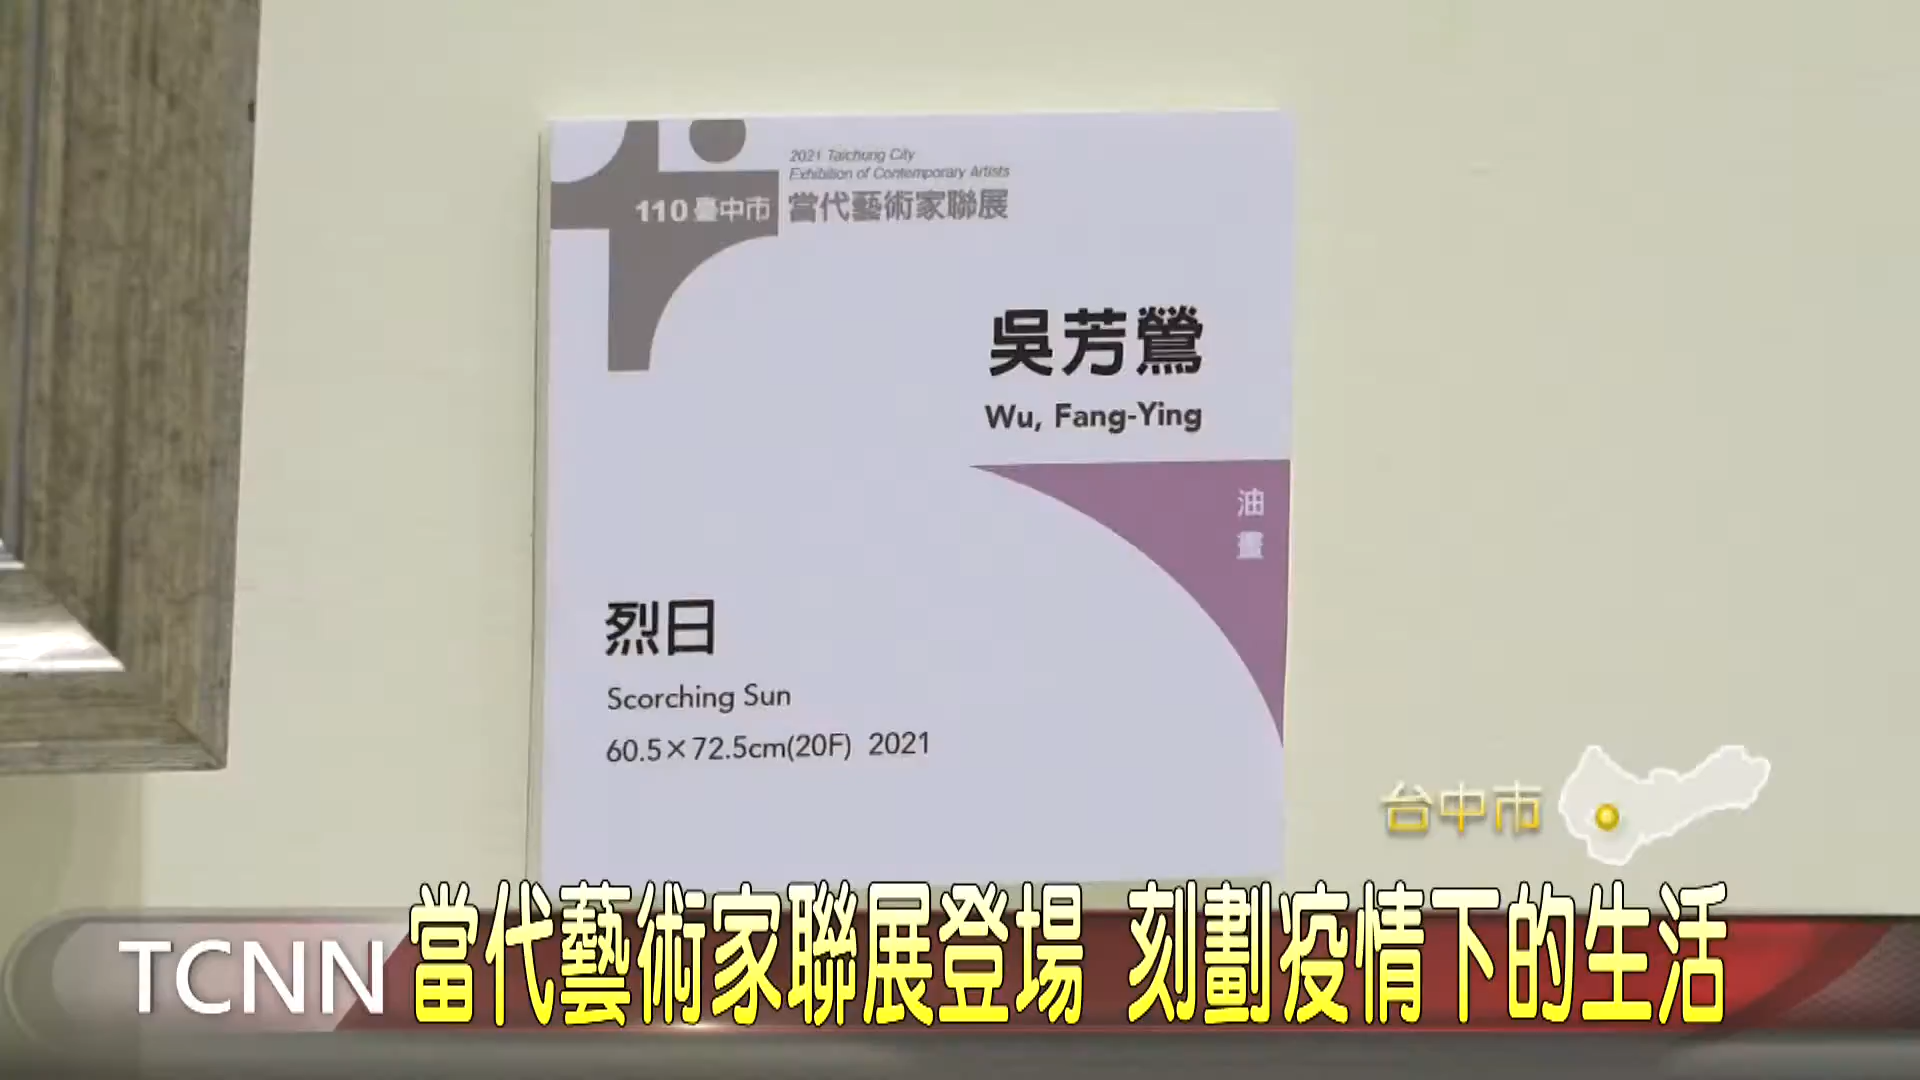 2021 Taichung City
Exhibition of Contemporary Artists
110臺中市 當代藝術家聯展
吳芳鶯
Wu, Fang-Ying
油畫
烈日
Scorching Sun
60.5×72.5cm(20F) 2021
台中市
TCNN 當代藝術家聯展登場 刻劃疫情下的生活